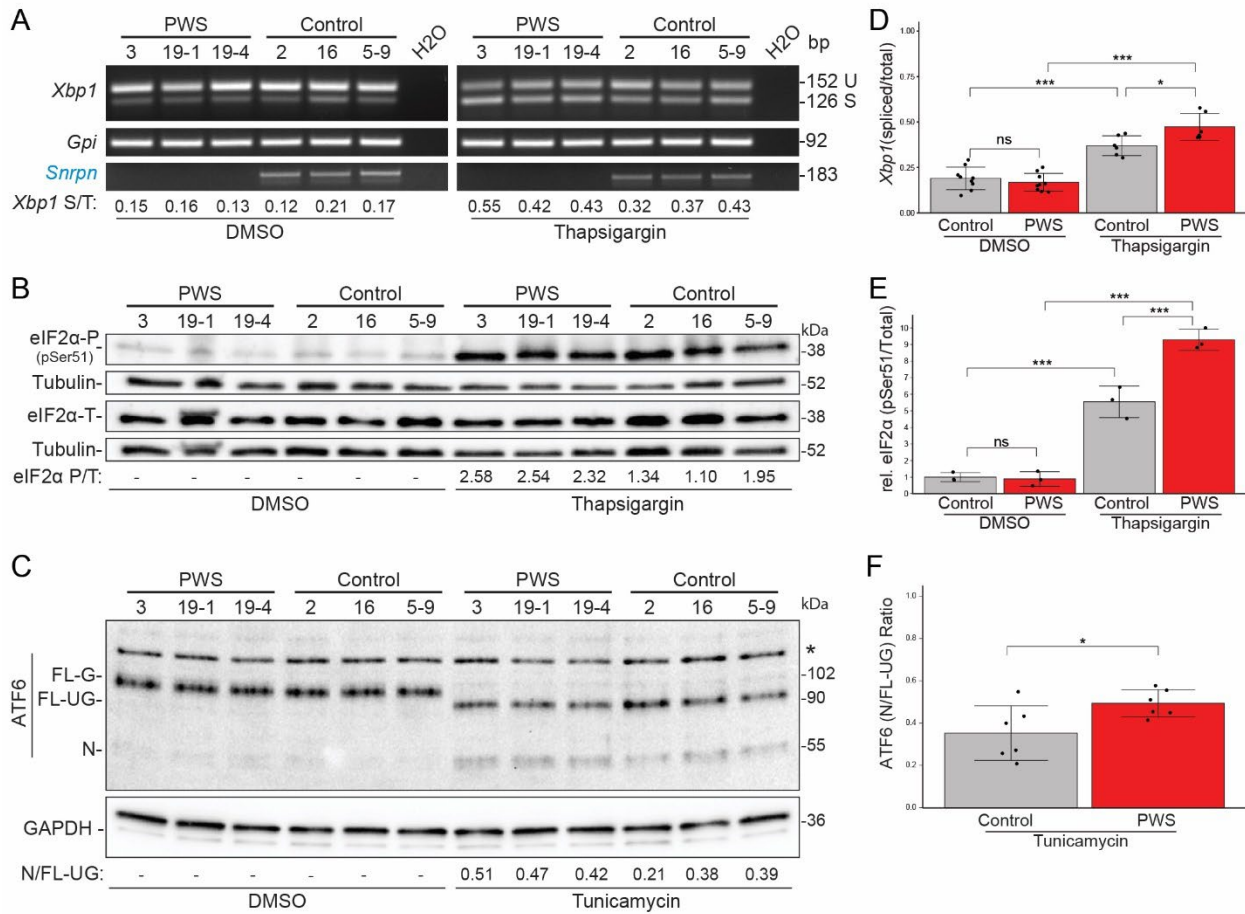 A
PWS Control PWS Control
3 19-1 19-4 2 16 5-9 H2O 3 19-1 19-4 2 16 5-9 H2O bp
Xbp1 -152 U
-126 S
Gpi -92
Snrpn -183
Xbp1 S/T: 0.15 0.16 0.13 0.12 0.21 0.17 0.55 0.42 0.43 0.32 0.37 0.43
DMSO Thapsigargin
B
PWS Control PWS Control
3 19-1 19-4 2 16 5-9 3 19-1 19-4 2 16 5-9 kDa
eIF2α-P- -38
(pSer51)
Tubulin- -52
eIF2α-T- -38
Tubulin- -52
eIF2α P/T: - - - - - - 2.58 2.54 2.32 1.34 1.10 1.95
DMSO Thapsigargin
C
PWS Control PWS Control
3 19-1 19-4 2 16 5-9 3 19-1 19-4 2 16 5-9 kDa
*
ATF6
FL-G- -102
FL-UG- -90
N- -55
GAPDH - -36
N/FL-UG: - - - - - - 0.51 0.47 0.42 0.21 0.38 0.39
DMSO Tunicamycin
D
Xbp1(spliced/total)
1.00
0.75
0.50
0.25
0.00
ns
***
***
*
Control PWS Control PWS
DMSO Thapsigargin
E
rel. eIF2α (pSer51/Total)
10
9
8
7
6
5
4
3
2
1
0
ns
***
***
***
Control PWS Control PWS
DMSO Thapsigargin
F
ATF6 (N/FL-UG) Ratio
1.0
0.8
0.6
0.4
0.2
0.0
*
Control PWS
Tunicamycin